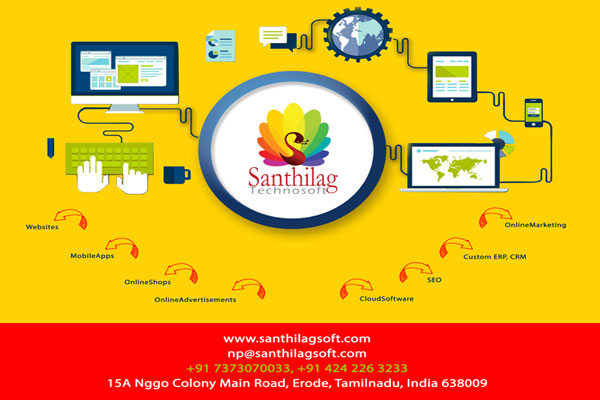 Santhilag
Technosoft
Websites
OnlineMarketing
MobileApps
Custom ERP, CRM
OnlineShops
SEO
OnlineAdvertisements
CloudSoftware
www.santhilagsoft.com
np@santhilagsoft.com
+91 7373070033, +91 424 226 3233
15A Nggo Colony Main Road, Erode, Tamilnadu, India 638009